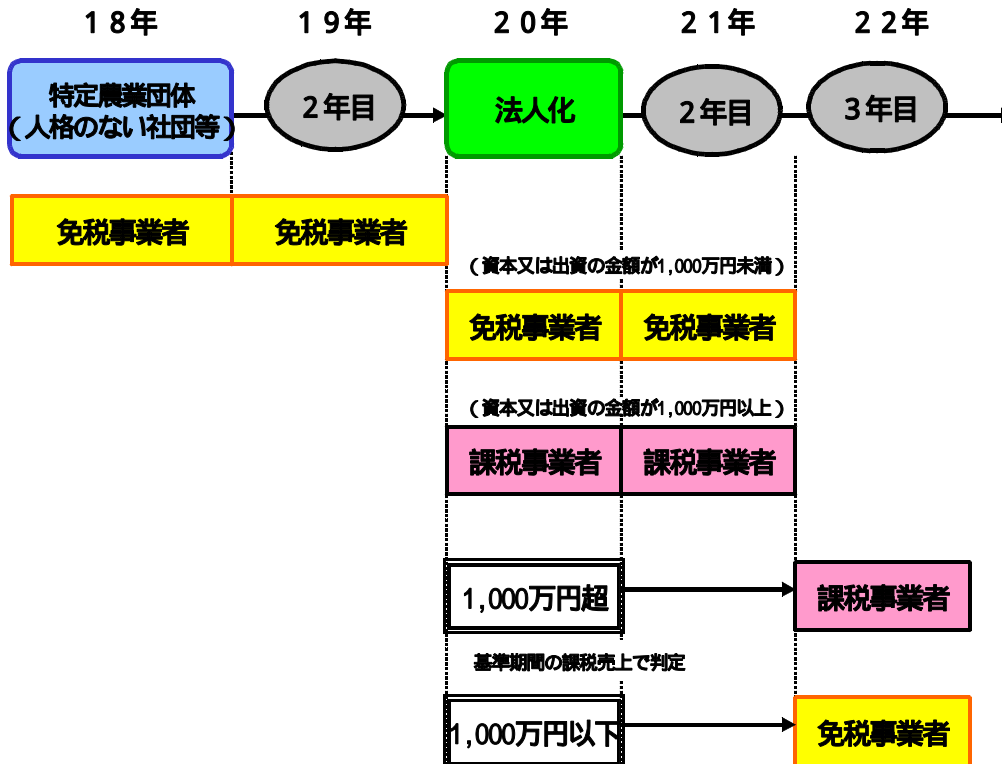 １８年 １９年 ２０年 ２１年 ２２年
特定農業団体
（人格のない社団等）
２年目
法人化
２年目
３年目
免税事業者 免税事業者
（資本又は出資の金額が1,000万円未満）
免税事業者 免税事業者
（資本又は出資の金額が1,000万円以上）
課税事業者 課税事業者
1,000万円超 課税事業者
基準期間の課税売上で判定
1,000万円以下 免税事業者